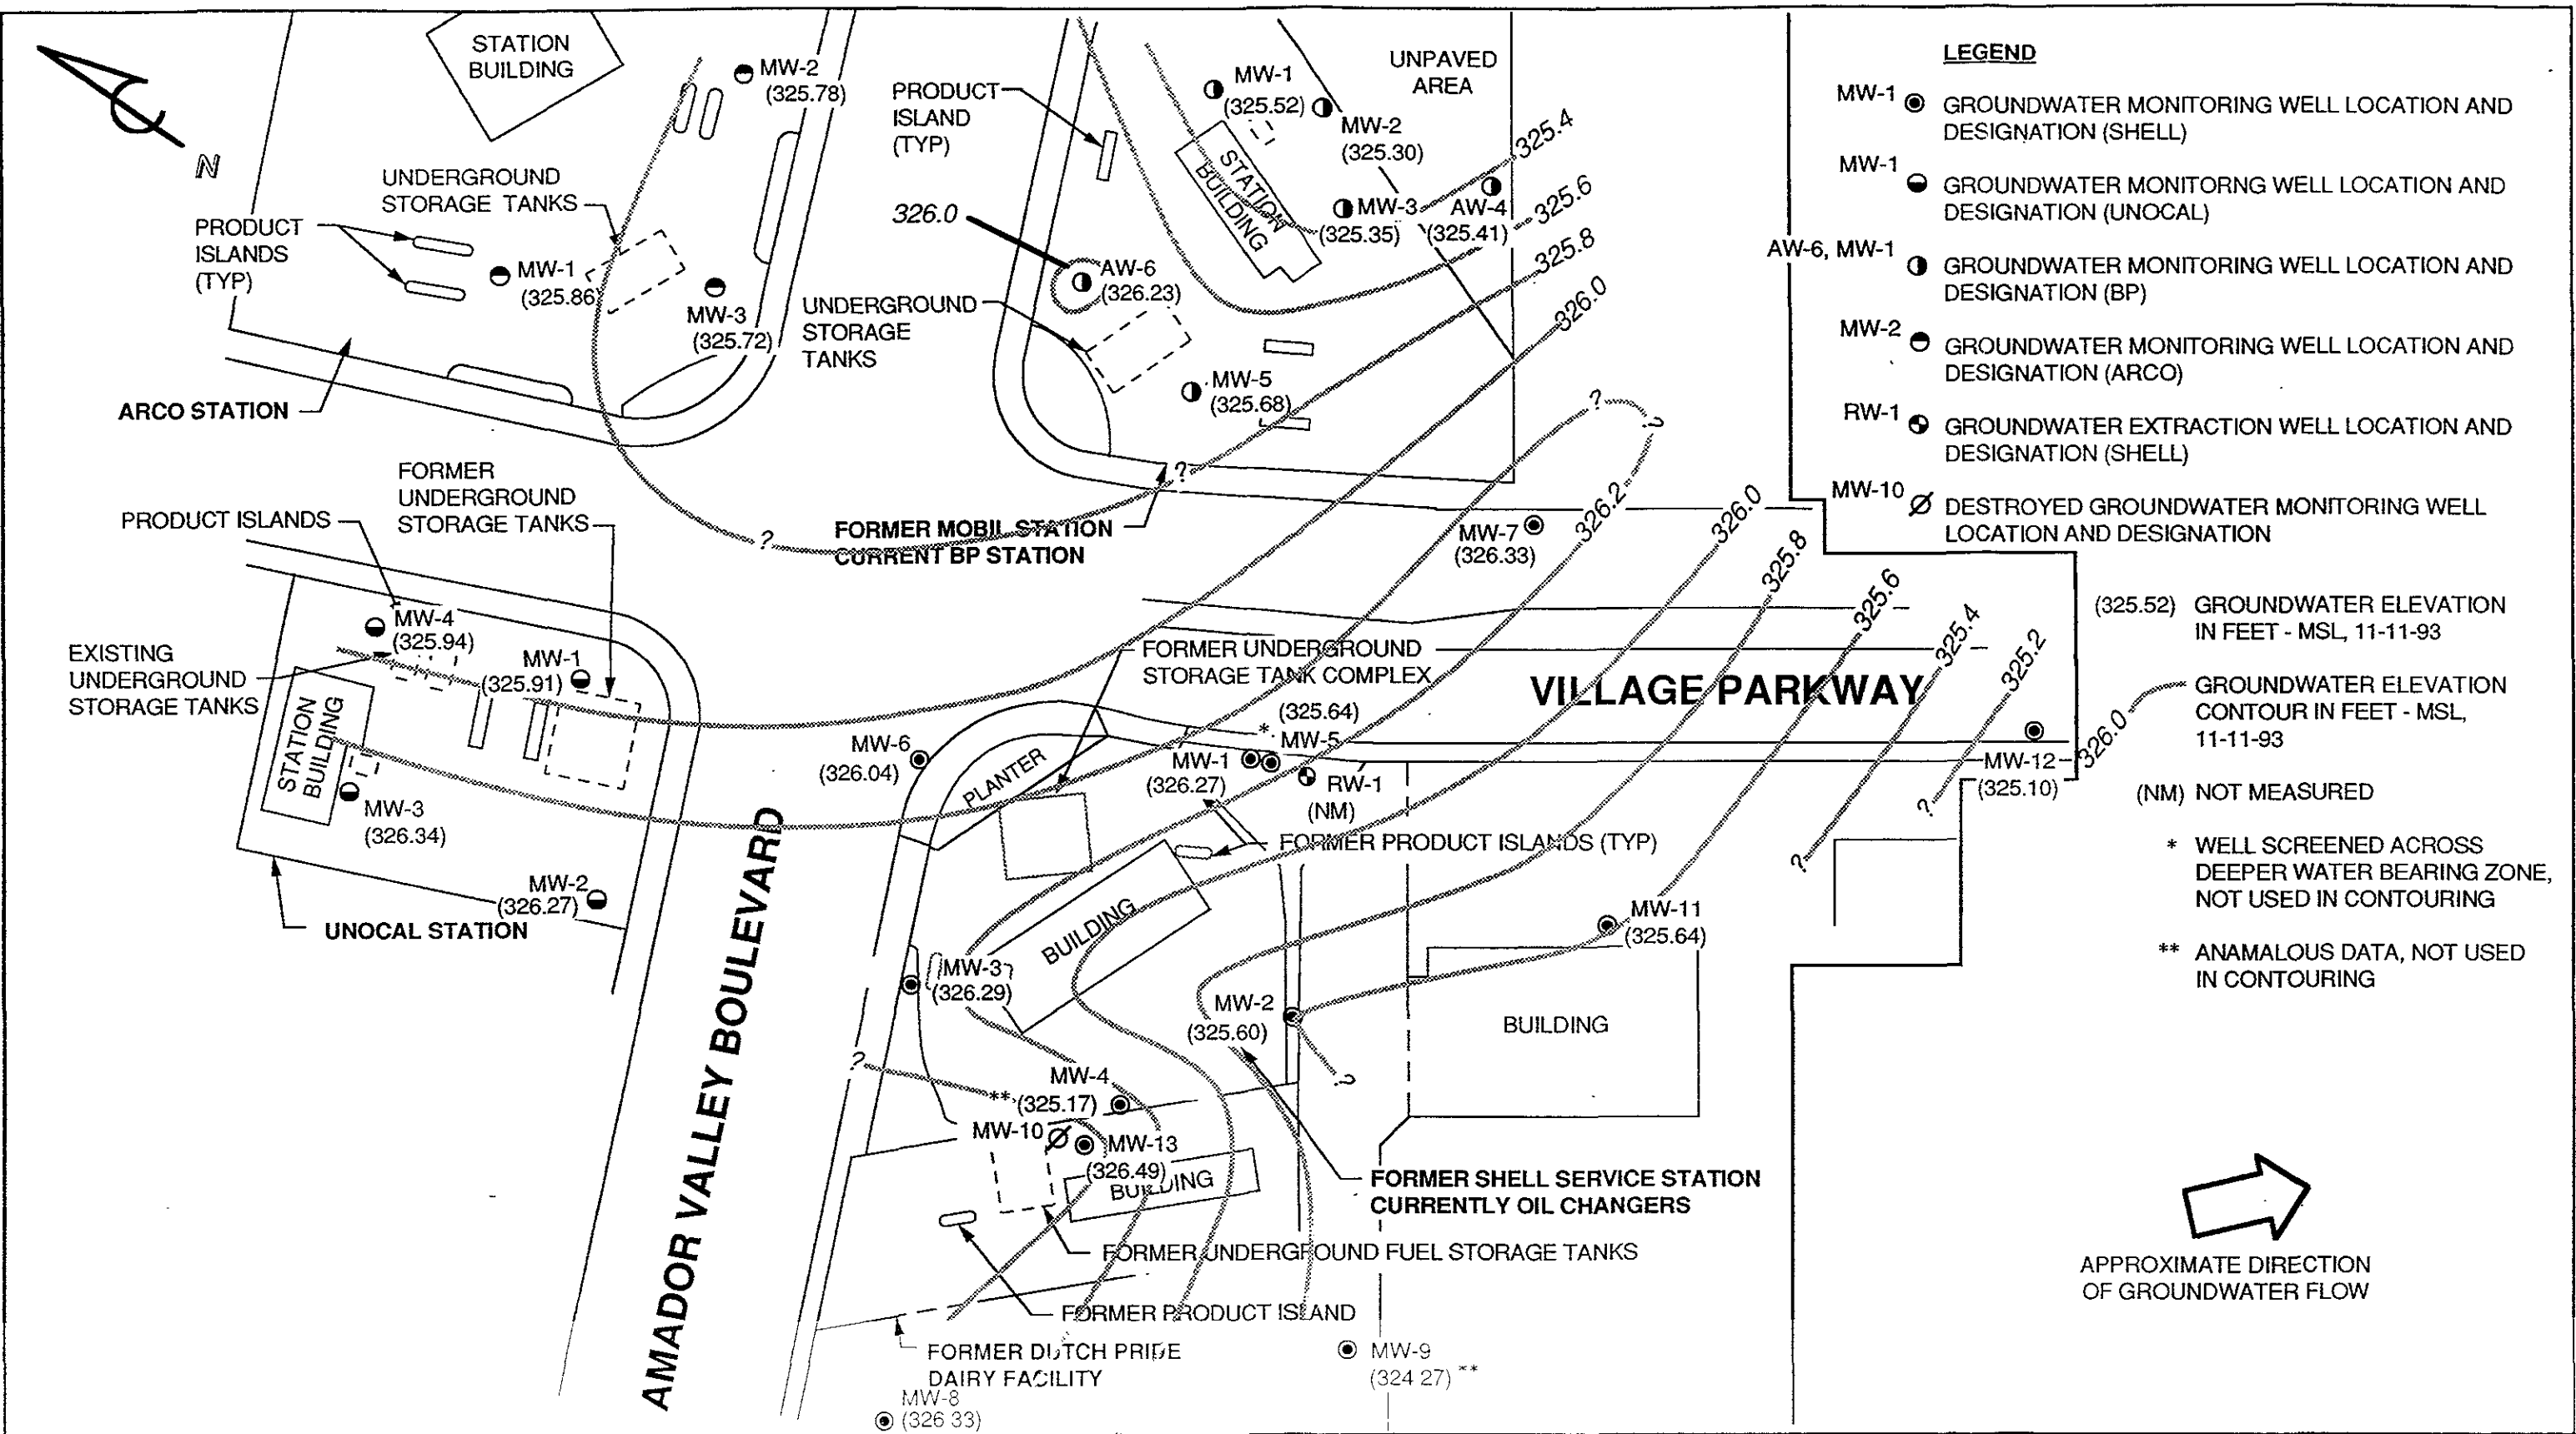 STATION
BUILDING
MW-2
(325.78)
N
UNDERGROUND
STORAGE TANKS
PRODUCT
ISLANDS
(TYP)
MW-1
(325.86)
MW-3
(325.72)
ARCO STATION
PRODUCT
ISLAND
(TYP)
326.0
UNDERGROUND
STORAGE
TANKS
MW-1
(325.52)
MW-2
(325.30)
UNPAVED
AREA
STATION
BUILDING
MW-3
(325.35)
AW-4
(325.41)
AW-6
(326.23)
MW-5
(325.68)
325.4
325.6
325.8
326.0
?
?
?
?
FORMER MOBIL STATION
CURRENT BP STATION
FORMER
UNDERGROUND
STORAGE TANKS
PRODUCT ISLANDS
MW-4
(325.94)
EXISTING
UNDERGROUND
STORAGE TANKS
MW-1
(325.91)
STATION
BUILDING
MW-3
(326.34)
MW-2
(326.27)
UNOCAL STATION
AMADOR VALLEY BOULEVARD
MW-7
(326.33)
326.2
326.0
325.8
325.6
325.4
325.2
FORMER UNDERGROUND
STORAGE TANK COMPLEX
VILLAGE PARKWAY
MW-6
(326.04)
PLANTER
(325.64)
*
MW-5
MW-1
(326.27)
RW-1
(NM)
MW-12
(325.10)
?
?
FORMER PRODUCT ISLANDS (TYP)
BUILDING
MW-3
(326.29)
MW-11
(325.64)
MW-2
(325.60)
BUILDING
?
?
MW-4
** (325.17)
MW-10
MW-13
(326.49)
BUILDING
FORMER SHELL SERVICE STATION
CURRENTLY OIL CHANGERS
FORMER UNDERGROUND FUEL STORAGE TANKS
FORMER PRODUCT ISLAND
FORMER DUTCH PRIDE
DAIRY FACILITY
MW-8
(326 33)
MW-9
(324 27) **
LEGEND
MW-1
GROUNDWATER MONITORING WELL LOCATION AND
DESIGNATION (SHELL)
MW-1
GROUNDWATER MONITORNG WELL LOCATION AND
DESIGNATION (UNOCAL)
AW-6, MW-1
GROUNDWATER MONITORING WELL LOCATION AND
DESIGNATION (BP)
MW-2
GROUNDWATER MONITORING WELL LOCATION AND
DESIGNATION (ARCO)
RW-1
GROUNDWATER EXTRACTION WELL LOCATION AND
DESIGNATION (SHELL)
MW-10
DESTROYED GROUNDWATER MONITORING WELL
LOCATION AND DESIGNATION
(325.52) GROUNDWATER ELEVATION
IN FEET - MSL, 11-11-93
326.0
GROUNDWATER ELEVATION
CONTOUR IN FEET - MSL,
11-11-93
(NM) NOT MEASURED
* WELL SCREENED ACROSS
DEEPER WATER BEARING ZONE,
NOT USED IN CONTOURING
** ANAMALOUS DATA, NOT USED
IN CONTOURING
APPROXIMATE DIRECTION
OF GROUNDWATER FLOW